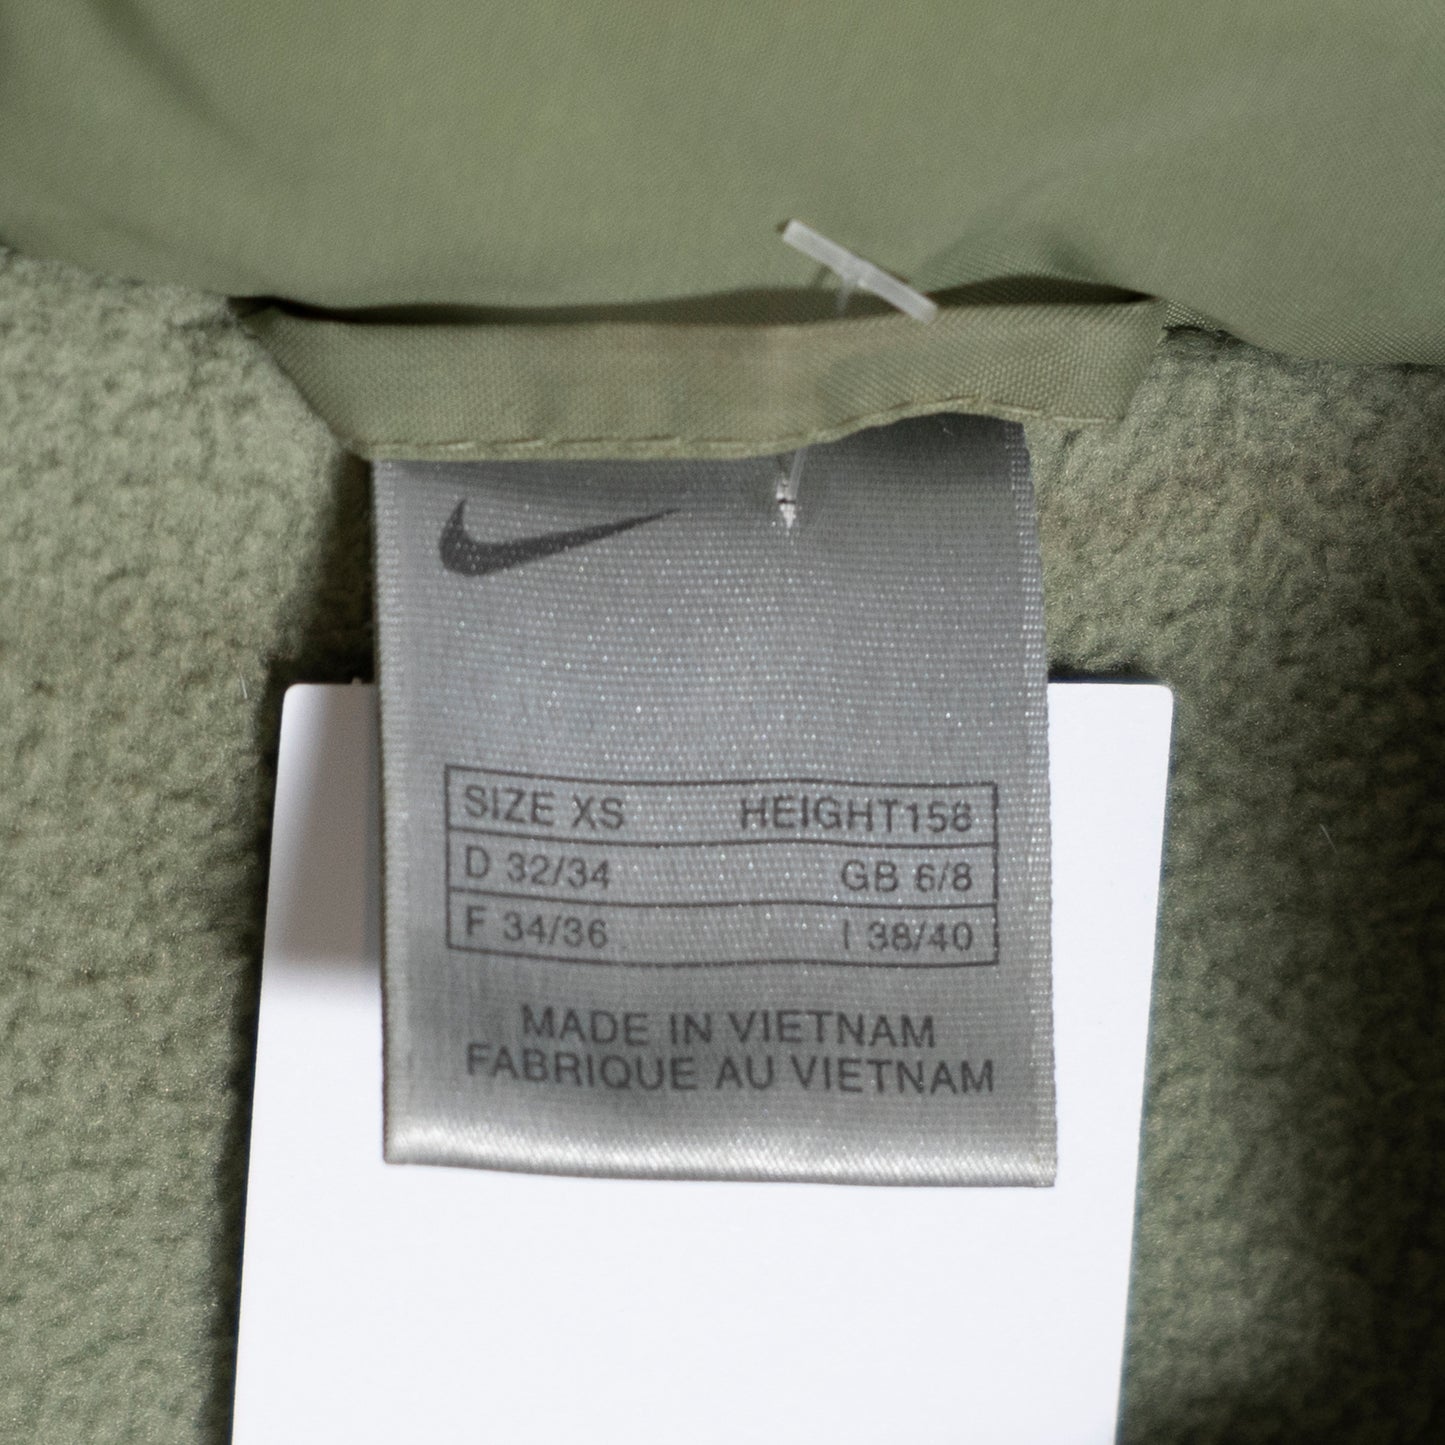 SIZE XS HEIGHT158
D 32/34 GB 6/8
F 34/36 I 38/40
MADE IN VIETNAM
FABRIQUE AU VIETNAM